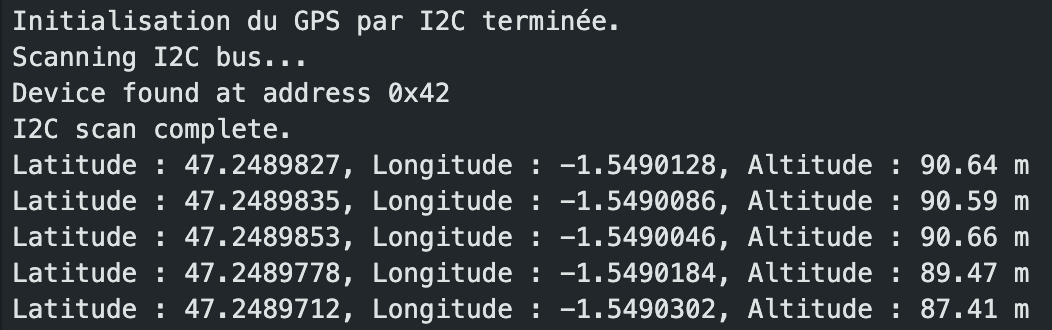 Initialisation du GPS par I2C terminée.
Scanning I2C bus...
Device found at address 0x42
I2C scan complete.
Latitude : 47.2489827, Longitude : -1.5490128, Altitude : 90.64 m
Latitude : 47.2489835, Longitude : -1.5490086, Altitude : 90.59 m
Latitude : 47.2489853, Longitude : -1.5490046, Altitude : 90.66 m
Latitude : 47.2489778, Longitude : -1.5490184, Altitude : 89.47 m
Latitude : 47.2489712, Longitude : -1.5490302, Altitude : 87.41 m